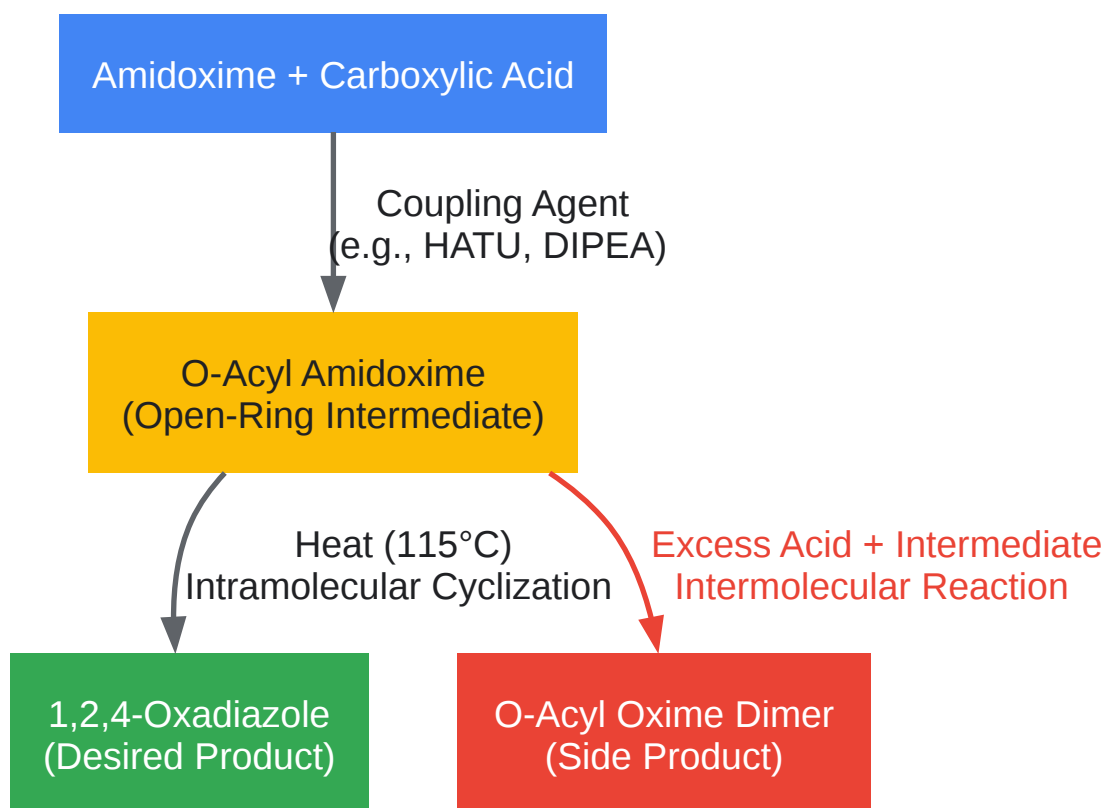 Amidoxime + Carboxylic Acid
Coupling Agent
(e.g., HATU, DIPEA)
O-Acyl Amidoxime
(Open-Ring Intermediate)
Heat (115°C)
Intramolecular Cyclization
Excess Acid + Intermediate
Intermolecular Reaction
1,2,4-Oxadiazole
(Desired Product)
O-Acyl Oxime Dimer
(Side Product)